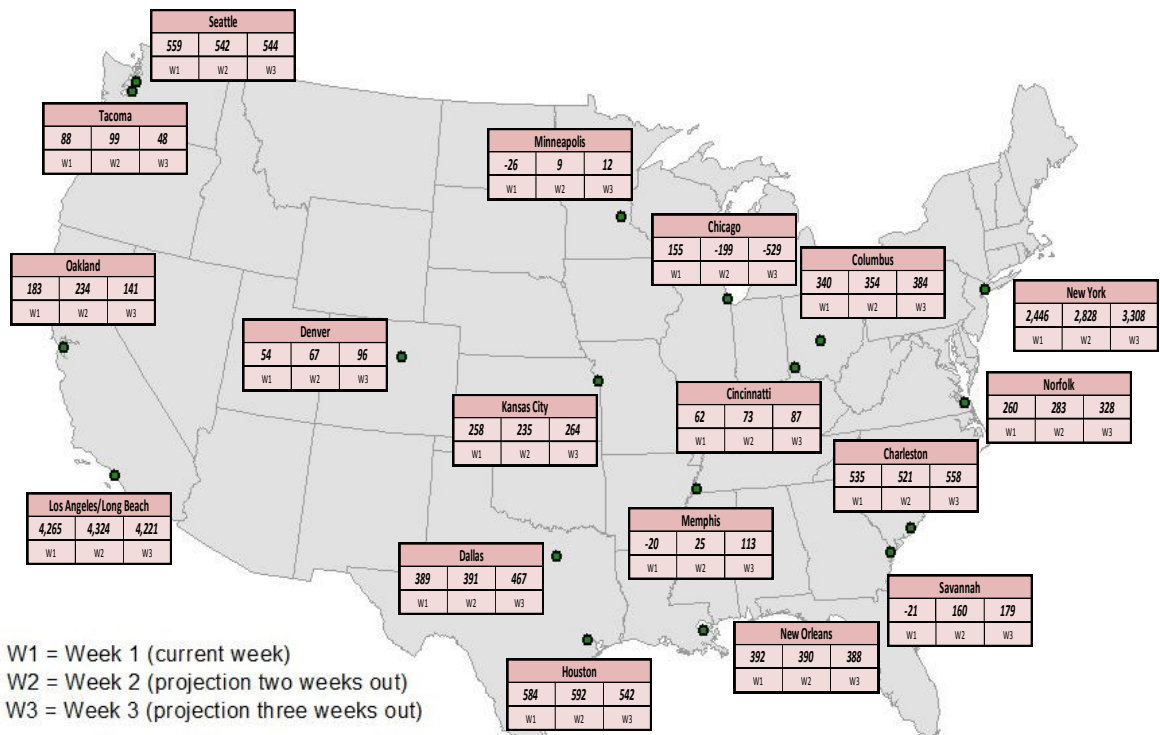 Seattle
559 542 544
W1 W2 W3
Tacoma
88 99 48
W1 W2 W3
Minneapolis
-26 9 12
W1 W2 W3
Chicago
155 -199 -529
W1 W2 W3
Columbus
340 354 384
W1 W2 W3
Oakland
183 234 141
W1 W2 W3
New York
2,446 2,828 3,308
W1 W2 W3
Denver
54 67 96
W1 W2 W3
Norfolk
260 283 328
W1 W2 W3
Cincinnatti
62 73 87
W1 W2 W3
Kansas City
258 235 264
W1 W2 W3
Charleston
535 521 558
W1 W2 W3
Los Angeles/Long Beach
4,265 4,324 4,221
W1 W2 W3
Memphis
-20 25 113
W1 W2 W3
Dallas
389 391 467
W1 W2 W3
Savannah
-21 160 179
W1 W2 W3
New Orleans
392 390 388
W1 W2 W3
Houston
584 592 542
W1 W2 W3
W1 = Week 1 (current week)
W2 = Week 2 (projection two weeks out)
W3 = Week 3 (projection three weeks out)